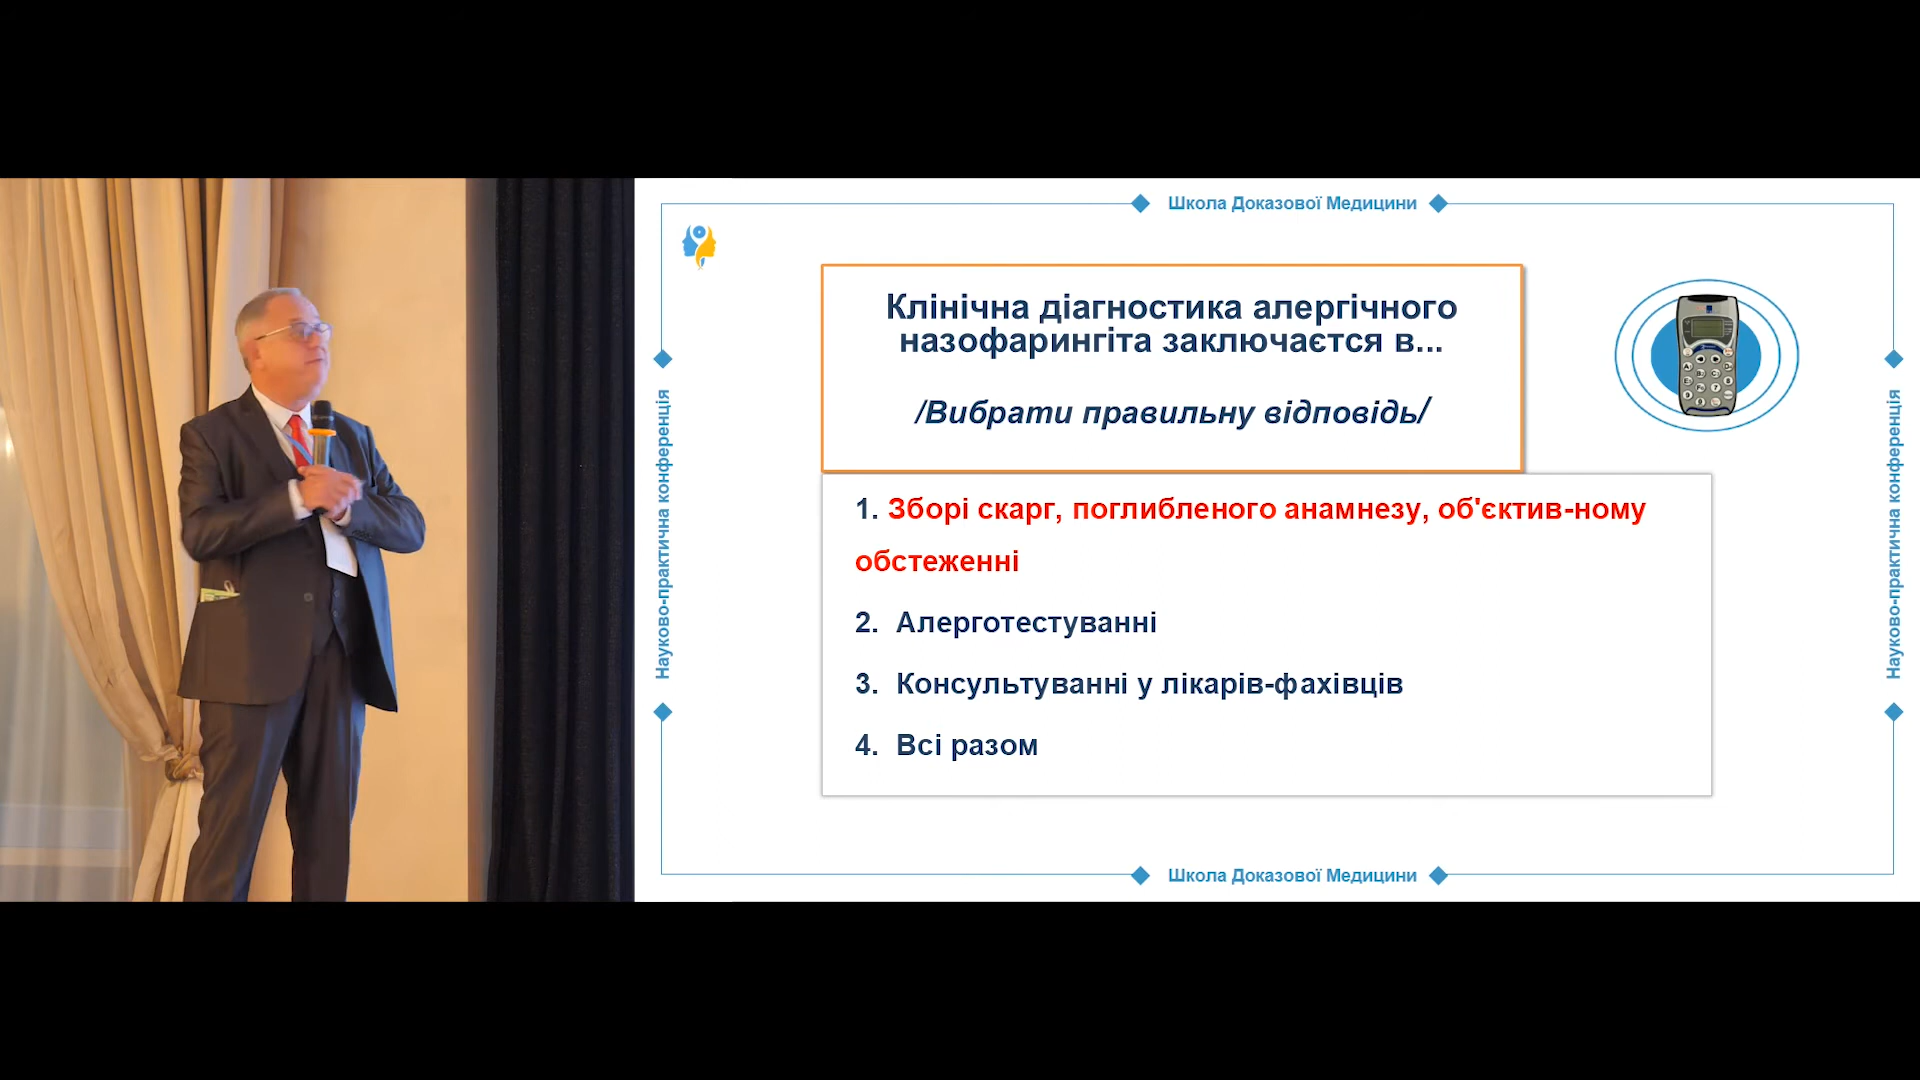 Школа Доказової Медицини
Клінічна діагностика алергічного
назофарингіта заключаєтся в...
/Вибрати правильну відповідь/
1. Зборі скарг, поглибленого анамнезу, об'єктив-ному
обстеженні
2. Алерготестуванні
3. Консультуванні у лікарів-фахівців
4. Всі разом
Науково-практична конференція
Науково-практична конференція
Школа Доказової Медицини